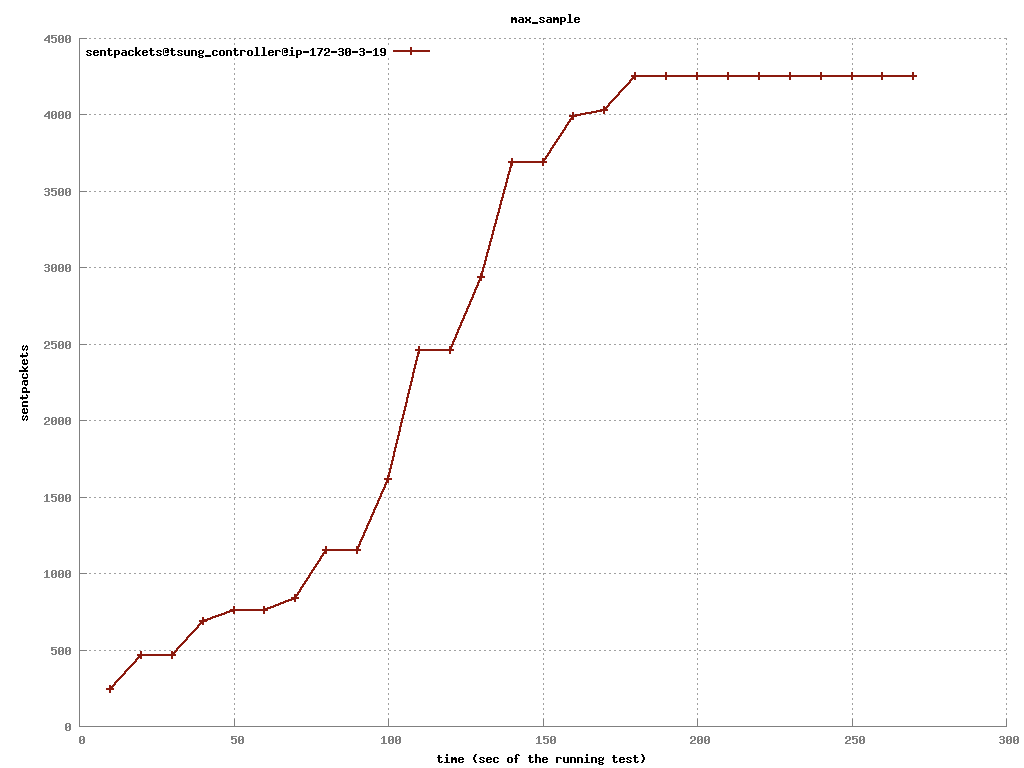 max_sample
4500
sentpackets@tsung_controller@ip-172-30-3-19
4000
3500
3000
2500
sentpackets
2000
1500
1000
500
0
0 50 100 150 200 250 300
time (sec of the running test)